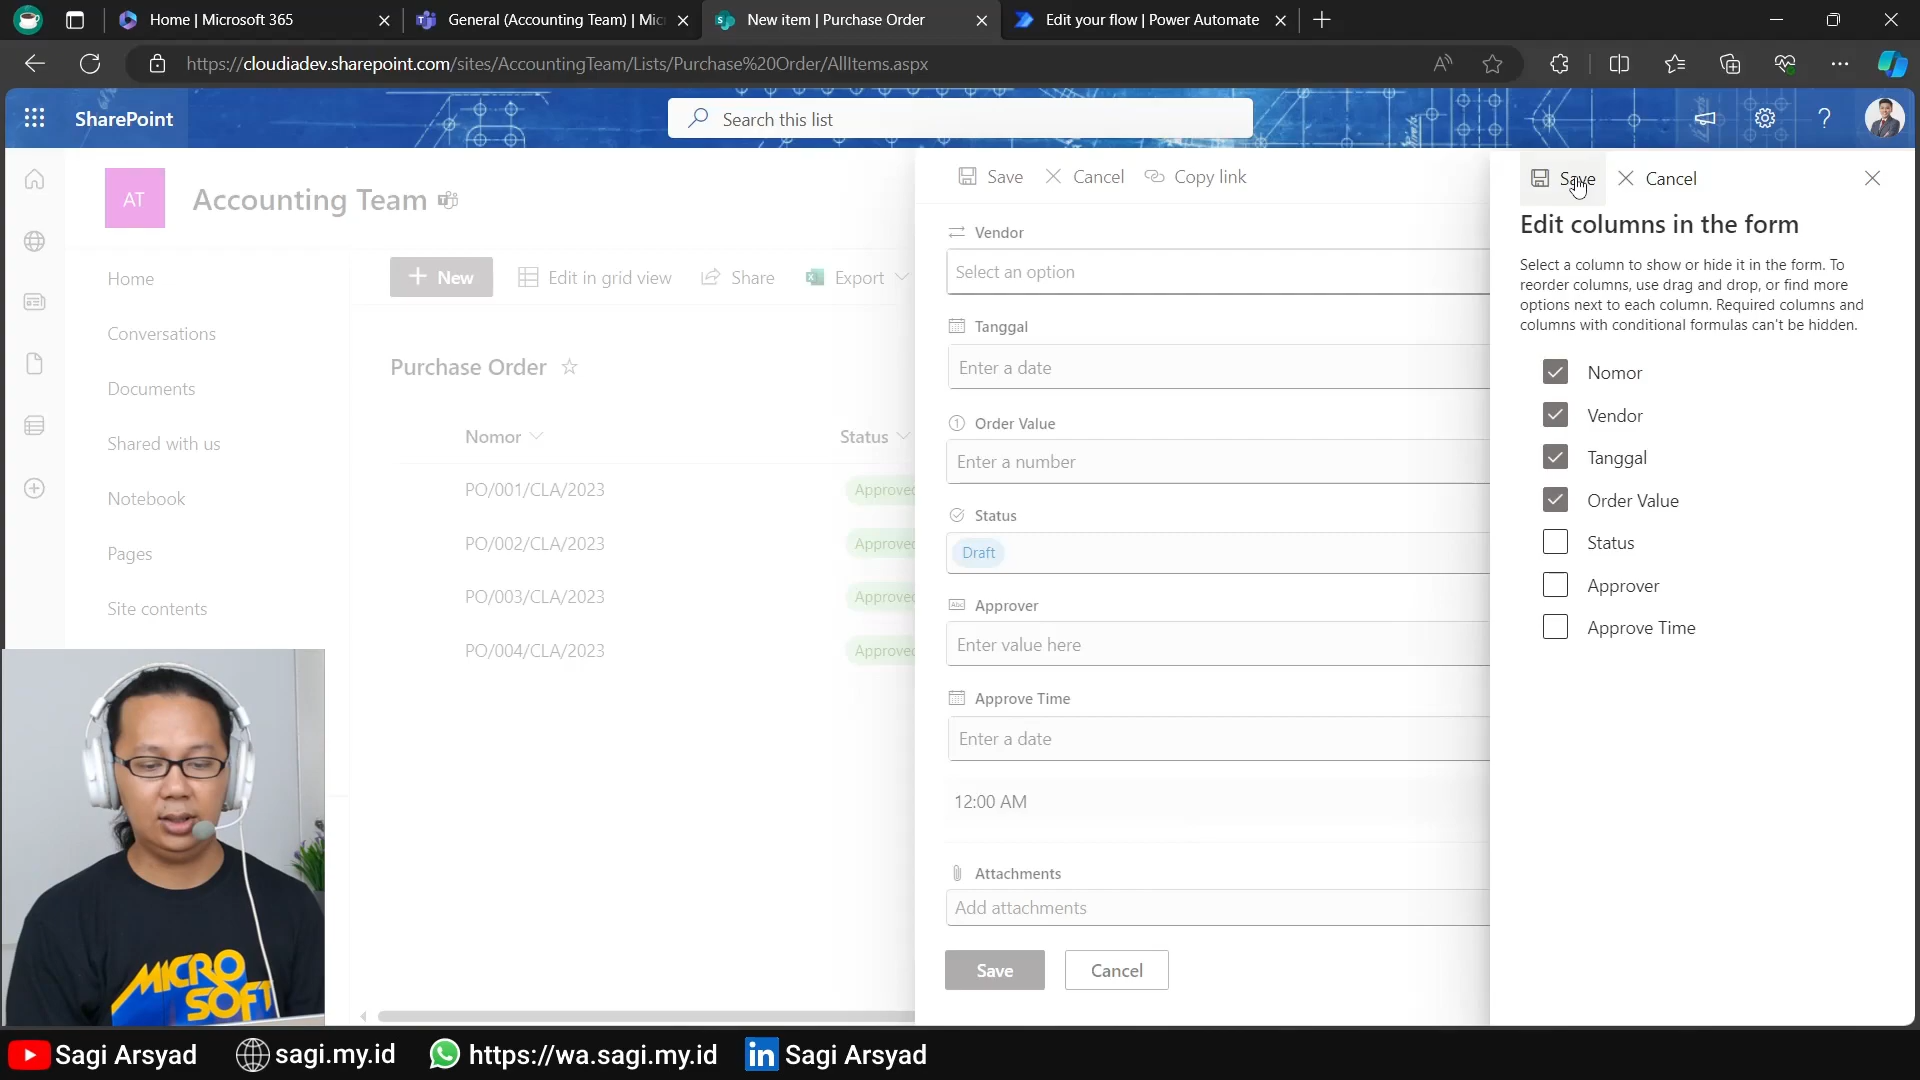 Home | Microsoft 365
General (Accounting Team) | Mic
New item | Purchase Order
Edit your flow | Power Automate
https://cloudiadev.sharepoint.com/sites/AccountingTeam/Lists/Purchase%20Order/AllItems.aspx
SharePoint
Search this list
AT
Accounting Team
Home
Conversations
Documents
Shared with us
Notebook
Pages
Site contents
New
Edit in grid view
Share
Export
Purchase Order
Nomor
Status
PO/001/CLA/2023
Approved
PO/002/CLA/2023
Approved
PO/003/CLA/2023
Approved
PO/004/CLA/2023
Approved
Save
Cancel
Copy link
Vendor
Select an option
Tanggal
Enter a date
Order Value
Enter a number
Status
Draft
Abc
Approver
Enter value here
Approve Time
Enter a date
12:00 AM
Attachments
Add attachments
Save
Cancel
Save
Cancel
Edit columns in the form
Select a column to show or hide it in the form. To
reorder columns, use drag and drop, or find more
options next to each column. Required columns and
columns with conditional formulas can't be hidden.
Nomor
Vendor
Tanggal
Order Value
Status
Approver
Approve Time
MICRO
SOFT
Sagi Arsyad
sagi.my.id
https://wa.sagi.my.id
in Sagi Arsyad